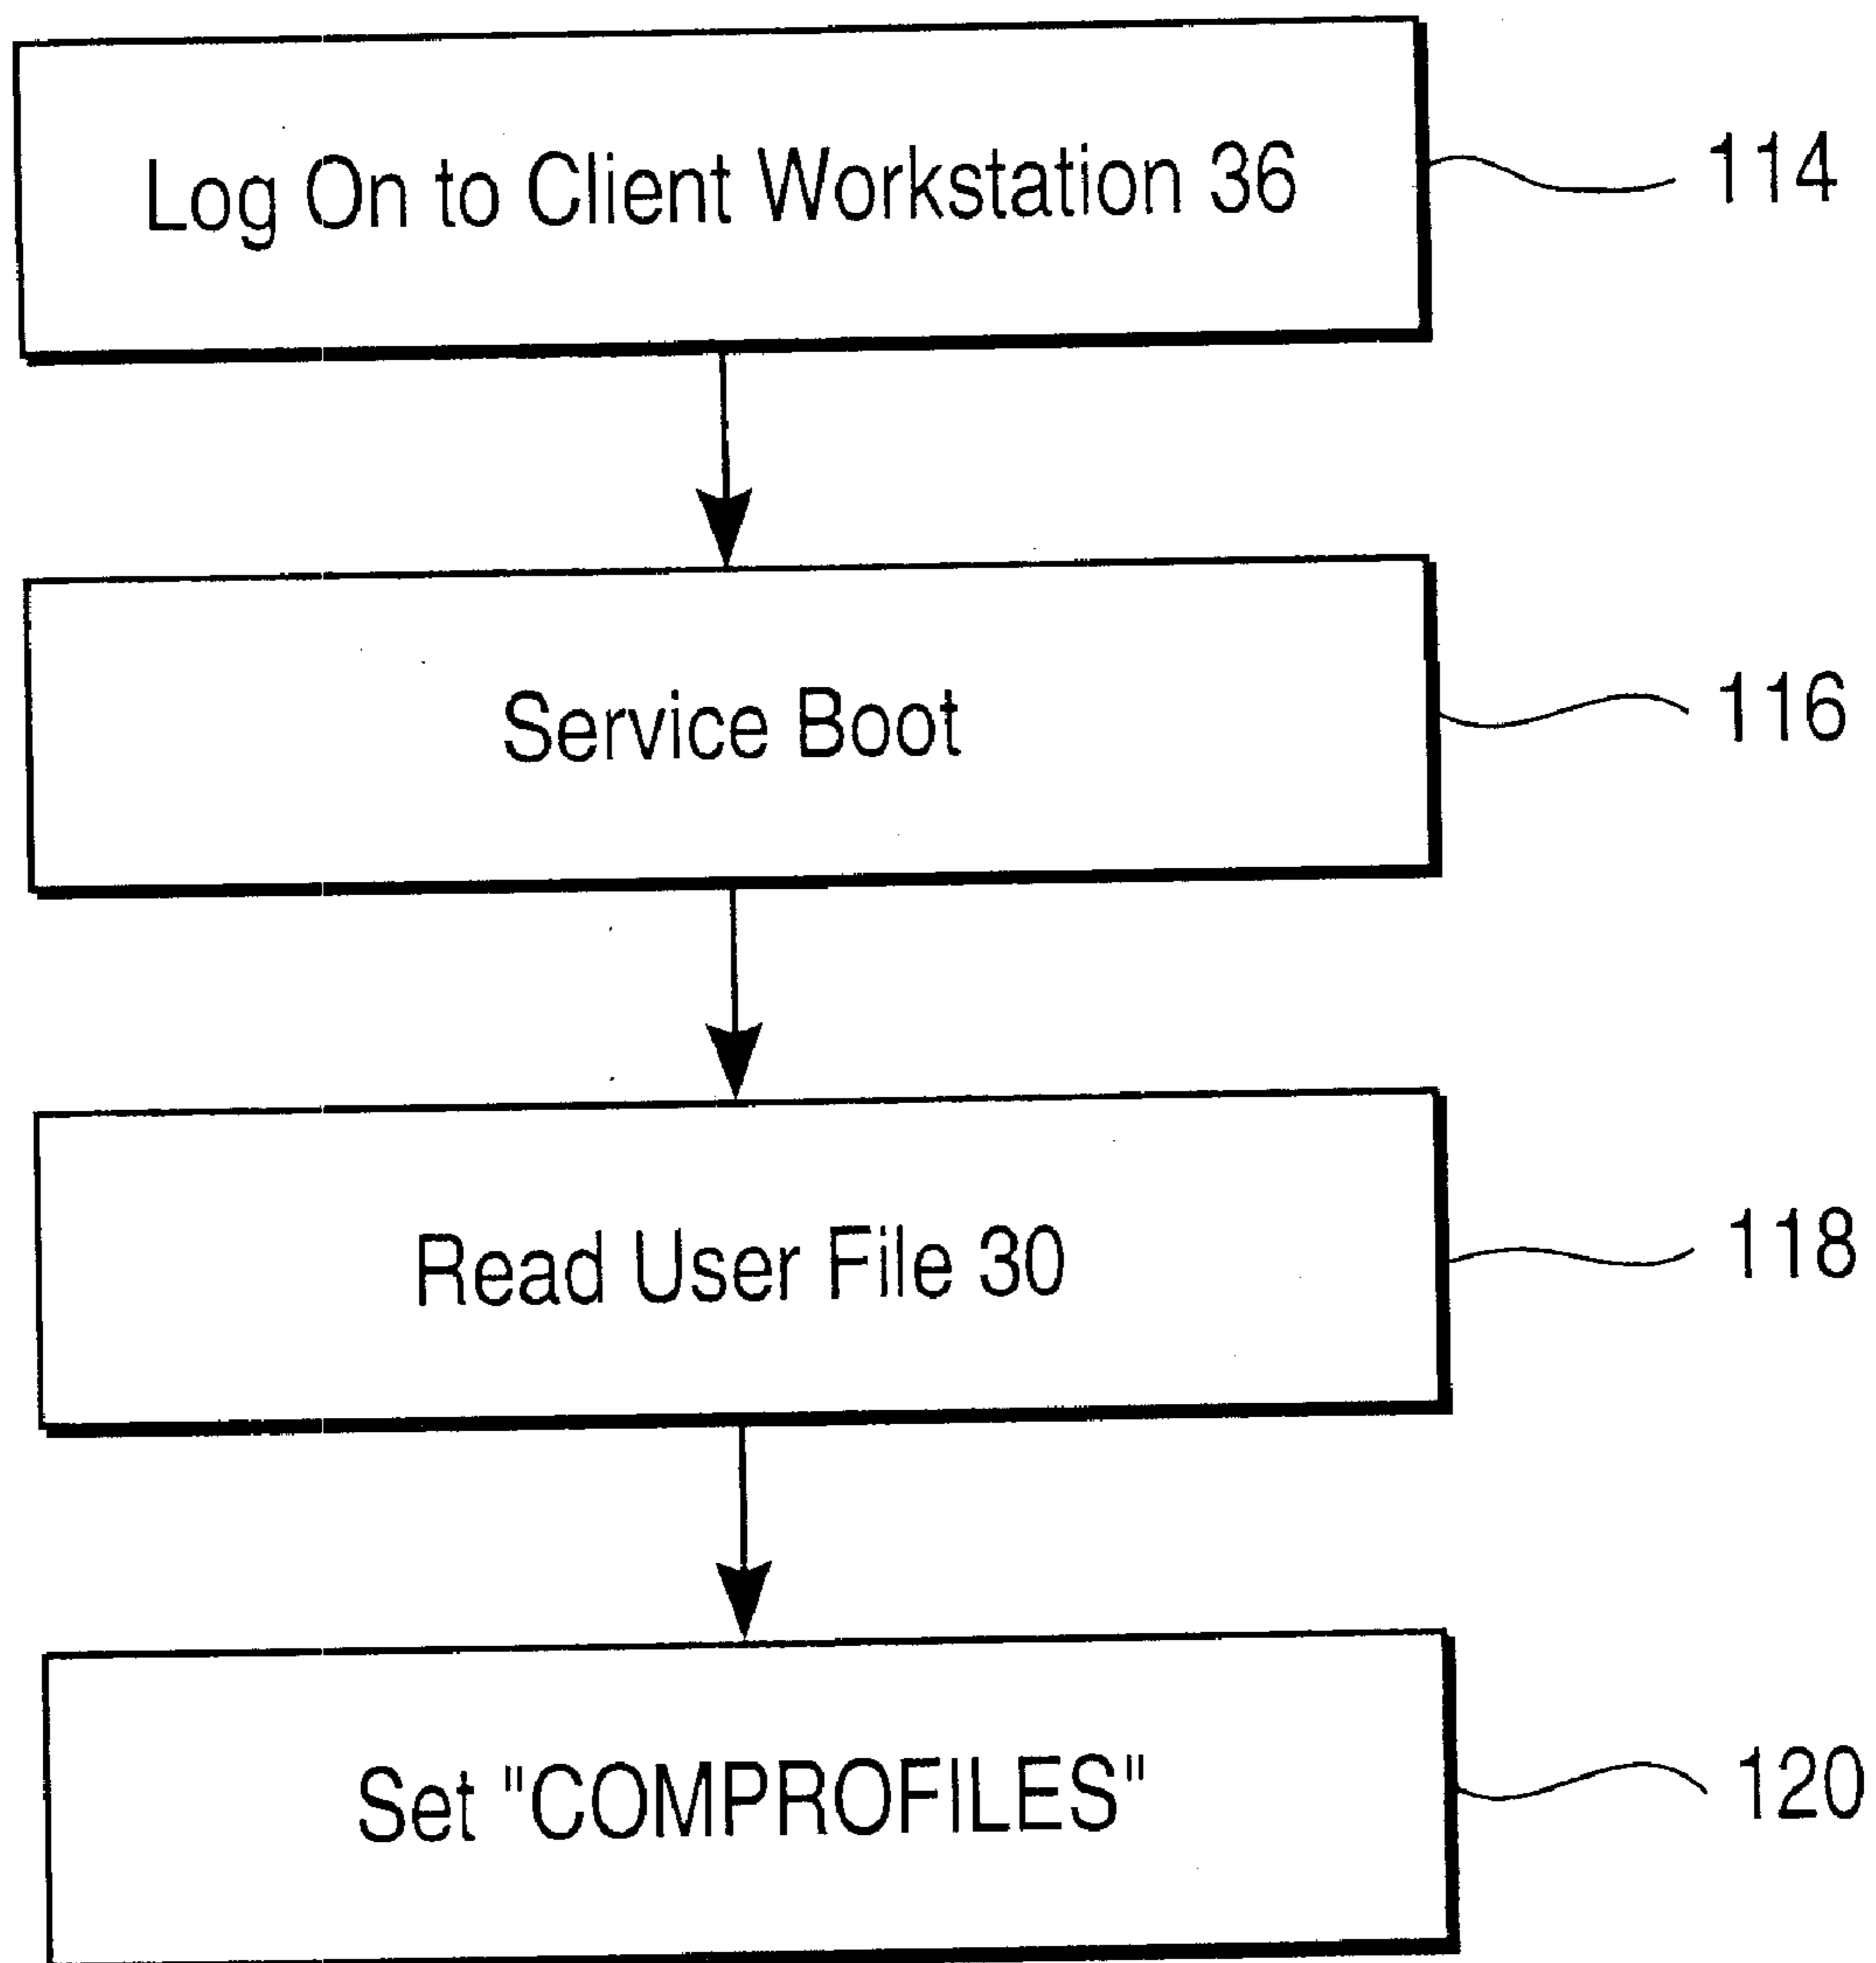 Log On to Client Workstation 36
114
Service Boot
116
Read User File 30
118
Set "COMPROFILES"
120